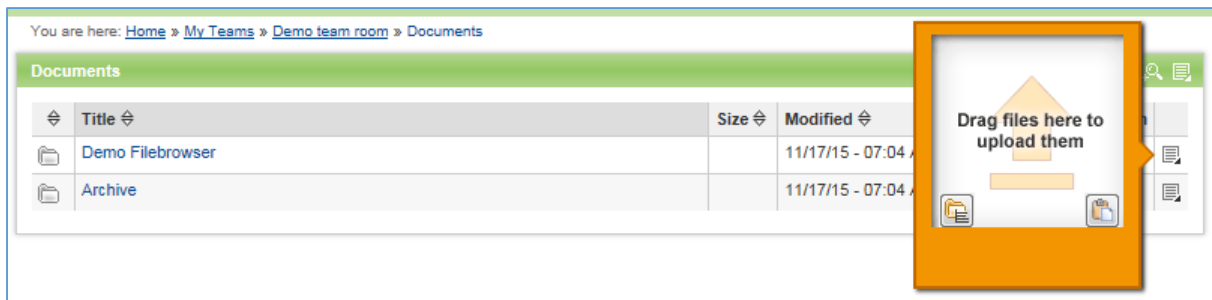 You are here: Home » My Teams » Demo team room » Documents
Documents
Title Size Modified
Demo Filebrowser 11/17/15 - 07:04
Archive 11/17/15 - 07:04
Drag files here to
upload them